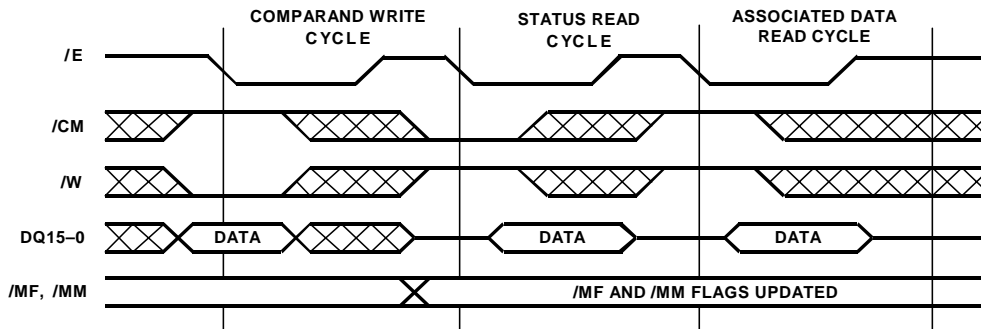 COMPARAND WRITE
CYCLE
STATUS READ
CYCLE
ASSOCIATED DATA
READ CYCLE
/E
/CM
/W
DQ15–0
DATA
DATA
DATA
/MF, /MM
/MF AND /MM FLAGS UPDATED